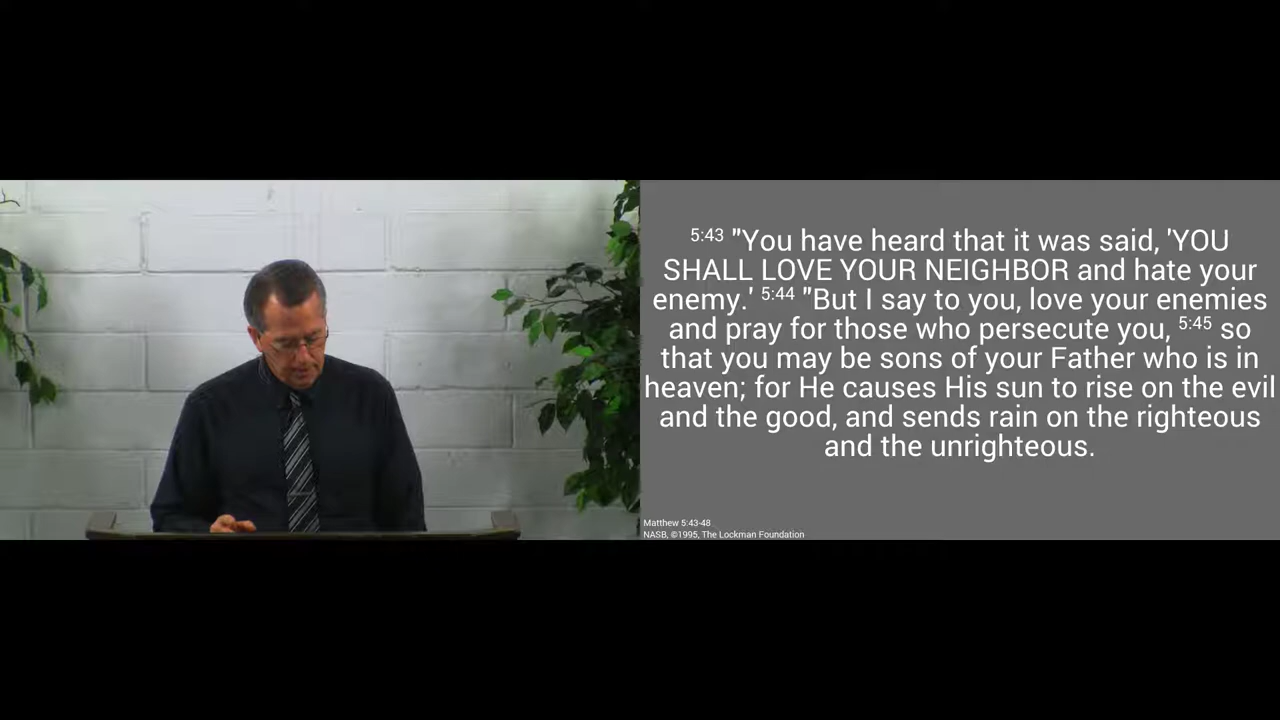 5:43 "You have heard that it was said, 'YOU
SHALL LOVE YOUR NEIGHBOR and hate your
enemy.' 5:44 "But I say to you, love your enemies
and pray for those who persecute you, 5:45 so
that you may be sons of your Father who is in
heaven; for He causes His sun to rise on the evil
and the good, and sends rain on the righteous
and the unrighteous.
Matthew 5:43-48
NASB, ©1995, The Lockman Foundation